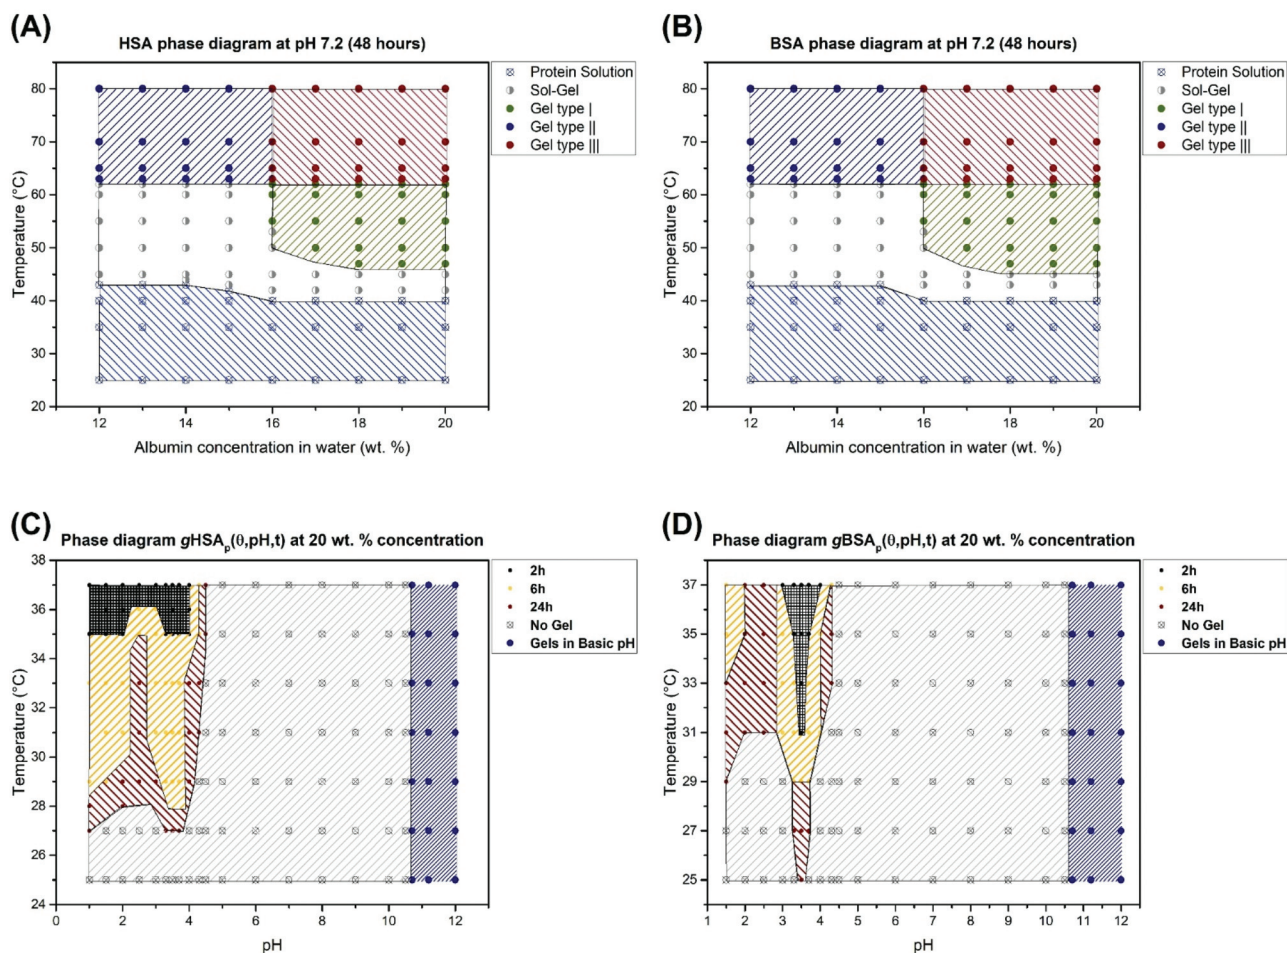 (A)
HSA phase diagram at pH 7.2 (48 hours)
Protein Solution
Sol-Gel
Gel type |
Gel type ||
Gel type |||
80
70
60
50
40
30
20
Temperature (°C)
12
14
16
18
20
Albumin concentration in water (wt. %)
(B)
BSA phase diagram at pH 7.2 (48 hours)
Protein Solution
Sol-Gel
Gel type |
Gel type ||
Gel type |||
80
70
60
50
40
30
20
Temperature (°C)
12
14
16
18
20
Albumin concentration in water (wt. %)
(C)
Phase diagram gHSAp(θ,pH,t) at 20 wt. % concentration
2h
6h
24h
No Gel
Gels in Basic pH
38
36
34
32
30
28
26
24
Temperature (°C)
0
2
4
6
8
10
12
pH
(D)
Phase diagram gBSAp(θ,pH,t) at 20 wt. % concentration
2h
6h
24h
No Gel
Gels in Basic pH
37
35
33
31
29
27
25
Temperature (°C)
1
2
3
4
5
6
7
8
9
10
11
12
pH